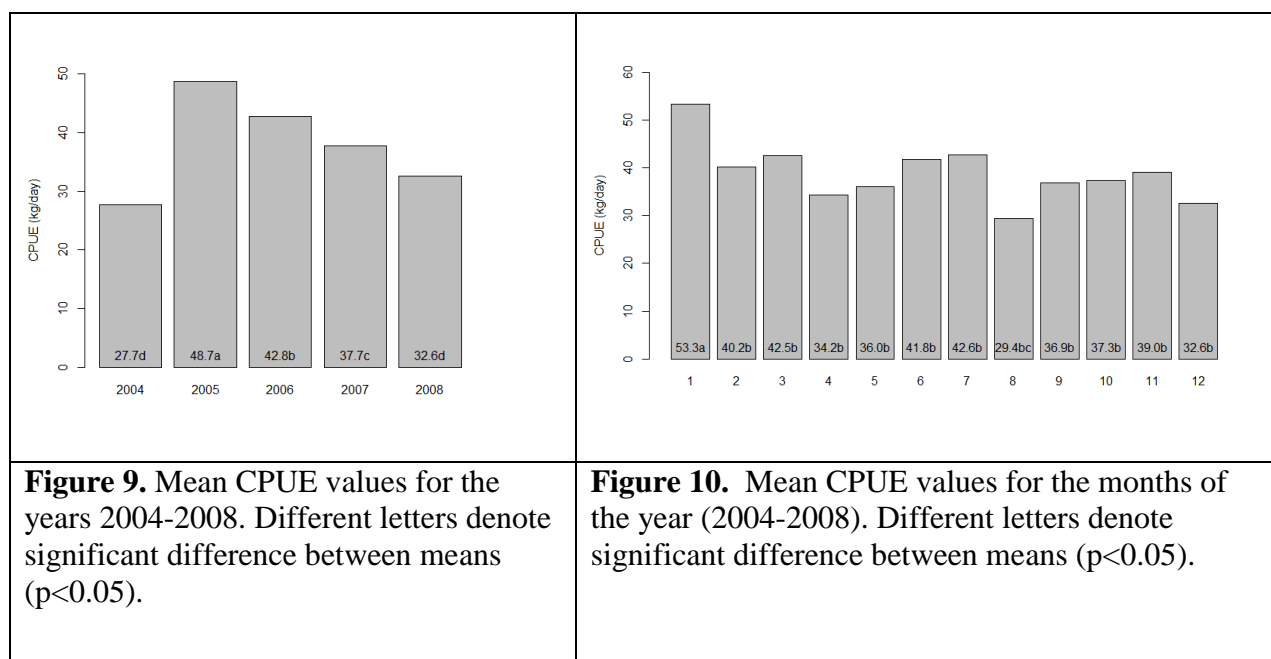 50
40
30
20
10
0
CPUE (kg/day)
27.7d 48.7a 42.8b 37.7c 32.6d
2004 2005 2006 2007 2008
60
50
40
30
20
10
0
CPUE (kg/day)
53.3a 40.2b 42.5b 34.2b 36.0b 41.8b 42.6b 29.4bc 36.9b 37.3b 39.0b 32.6b
1 2 3 4 5 6 7 8 9 10 11 12
Figure 9. Mean CPUE values for the
years 2004-2008. Different letters denote
significant difference between means
(p<0.05).
Figure 10. Mean CPUE values for the months of
the year (2004-2008). Different letters denote
significant difference between means (p<0.05).